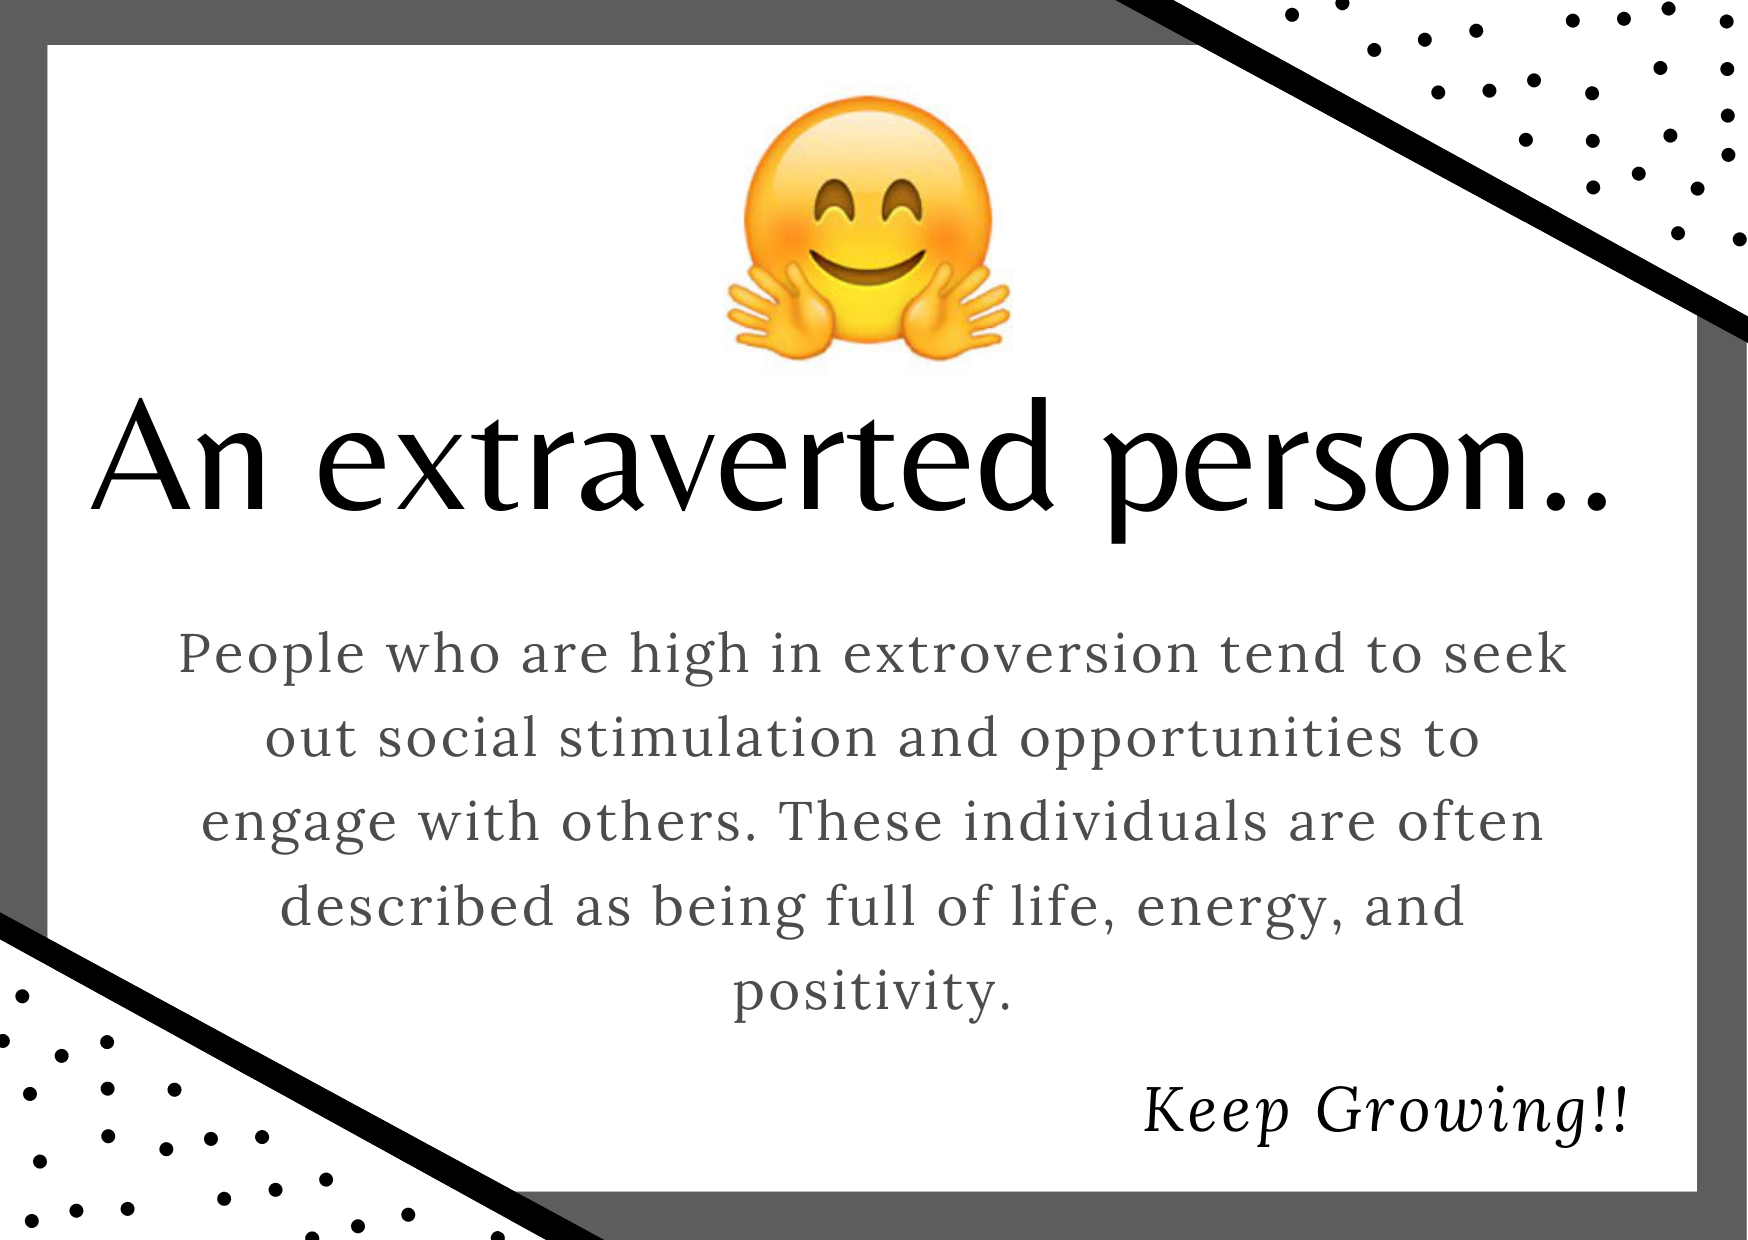 An extraverted person..
People who are high in extroversion tend to seek
out social stimulation and opportunities to
engage with others. These individuals are often
described as being full of life, energy, and
positivity.
Keep Growing!!